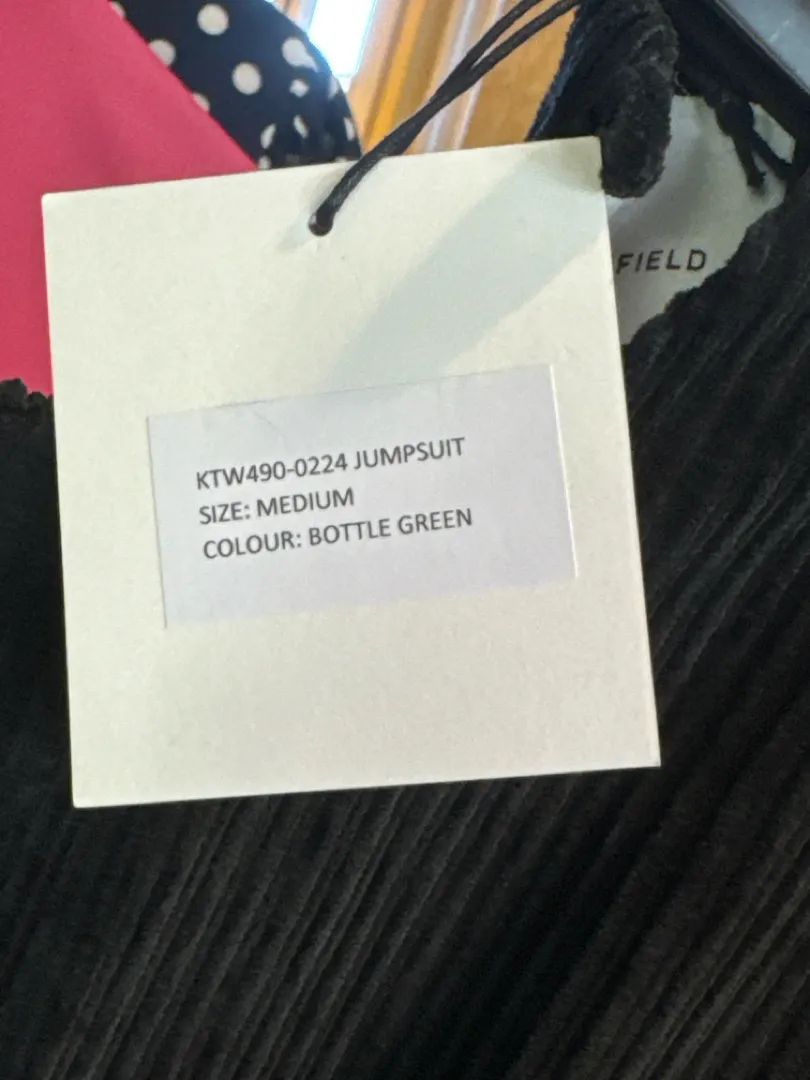 FIELD
KTW490-0224 JUMPSUIT
SIZE: MEDIUM
COLOUR: BOTTLE GREEN